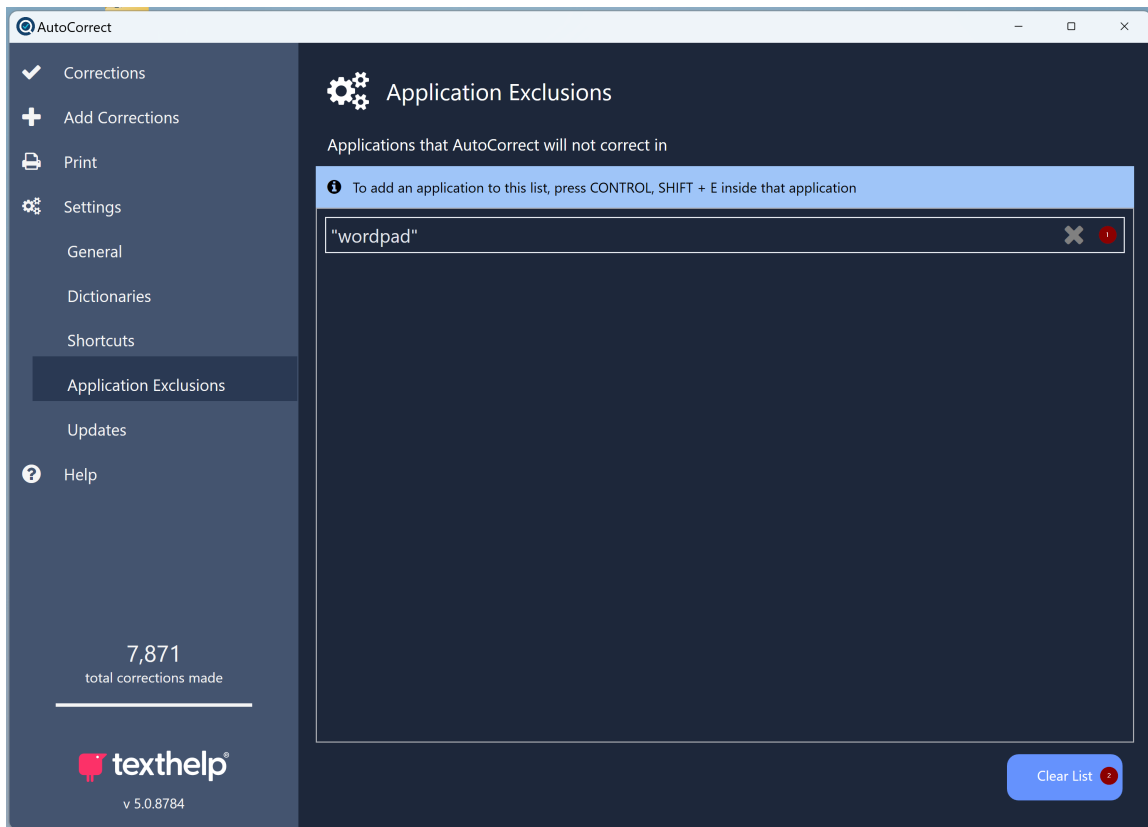 AutoCorrect
Corrections
Add Corrections
Print
Settings
General
Dictionaries
Shortcuts
Application Exclusions
Updates
Help
7,871
total corrections made
texthelp®
v 5.0.8784
Application Exclusions
Applications that AutoCorrect will not correct in
To add an application to this list, press CONTROL, SHIFT + E inside that application
"wordpad"
1
Clear List
2